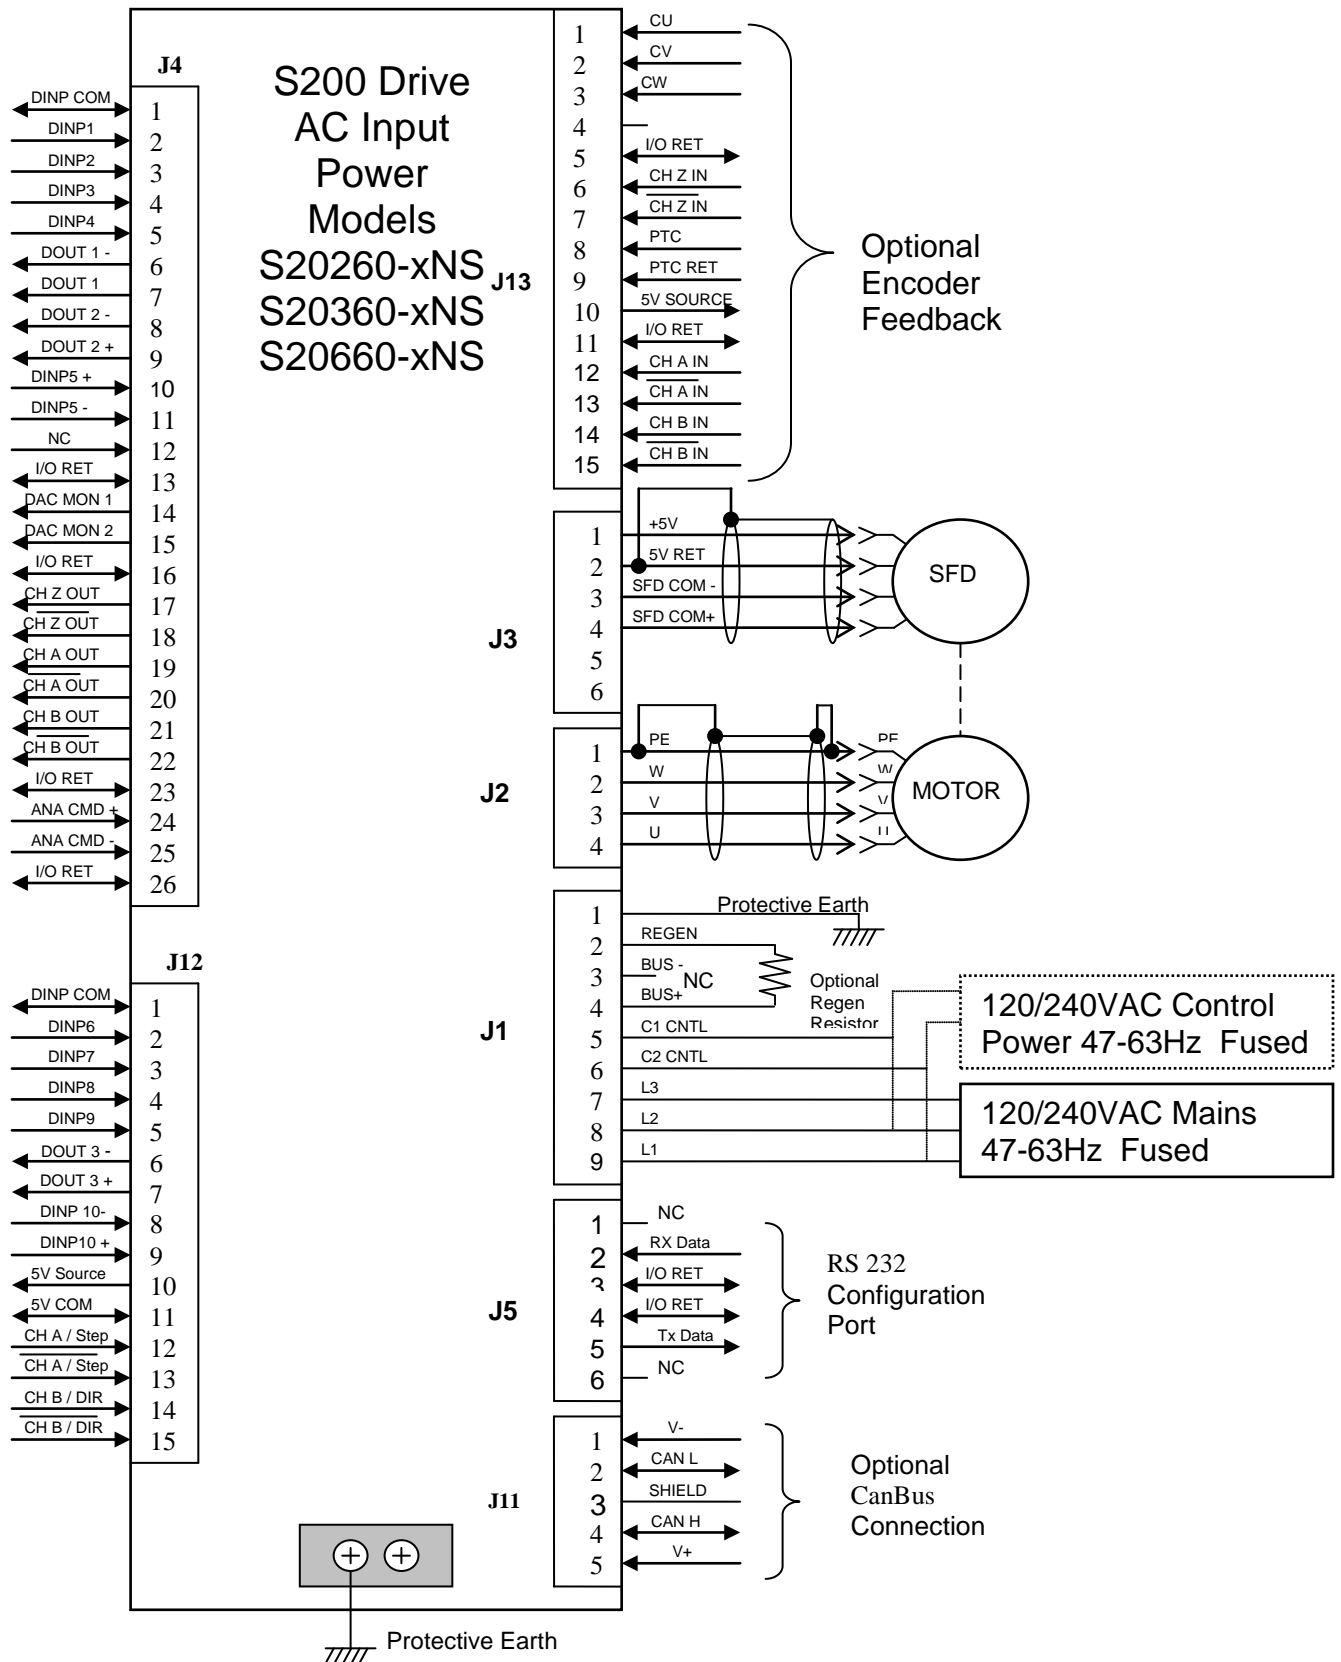 S200 Drive
AC Input
Power
Models
S20260-xNS
S20360-xNS
S20660-xNS
J4
DINP COM 1
DINP1 2
DINP2 3
DINP3 4
DINP4 5
DOUT 1 - 6
DOUT 1 7
DOUT 2 - 8
DOUT 2 + 9
DINP5 + 10
DINP5 - 11
NC 12
I/O RET 13
DAC MON 1 14
DAC MON 2 15
I/O RET 16
CH Z OUT 17
CH Z OUT 18
CH A OUT 19
CH A OUT 20
CH B OUT 21
CH B OUT 22
I/O RET 23
ANA CMD + 24
ANA CMD - 25
I/O RET 26
J12
DINP COM 1
DINP6 2
DINP7 3
DINP8 4
DINP9 5
DOUT 3 - 6
DOUT 3 + 7
DINP 10- 8
DINP10 + 9
5V Source 10
5V COM 11
CH A / Step 12
CH A / Step 13
CH B / DIR 14
CH B / DIR 15
J13
1 CU
2 CV
3 CW
4
5 I/O RET
6 CH Z IN
7 CH Z IN
8 PTC
9 PTC RET
10 5V SOURCE
11 I/O RET
12 CH A IN
13 CH A IN
14 CH B IN
15 CH B IN
Optional
Encoder
Feedback
J3
1 +5V
2 5V RET
3 SFD COM -
4 SFD COM+
5
6
SFD
J2
1 PE PE
2 W W
3 V V
4 U U
MOTOR
J1
1 Protective Earth
2 REGEN
3 BUS - NC
4 BUS+
5 C1 CNTL
6 C2 CNTL
7 L3
8 L2
9 L1
Optional
Regen
Resistor
120/240VAC Control
Power 47-63Hz Fused
120/240VAC Mains
47-63Hz Fused
J5
1 NC
2 RX Data
3 I/O RET
4 I/O RET
5 Tx Data
6 NC
RS 232
Configuration
Port
J11
1 V-
2 CAN L
3 SHIELD
4 CAN H
5 V+
Optional
CanBus
Connection
Protective Earth